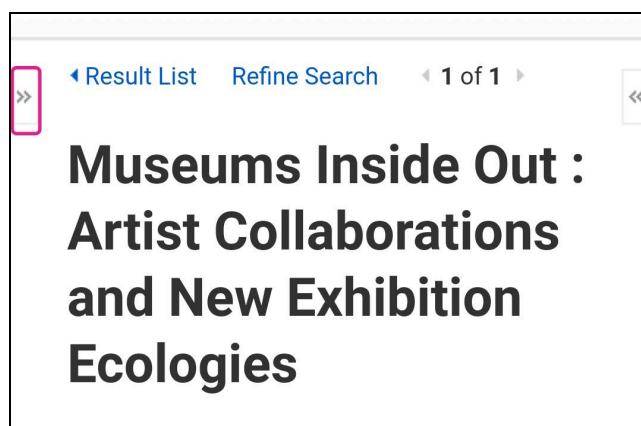 Result List Refine Search 1 of 1
»
«
Museums Inside Out :
Artist Collaborations
and New Exhibition
Ecologies